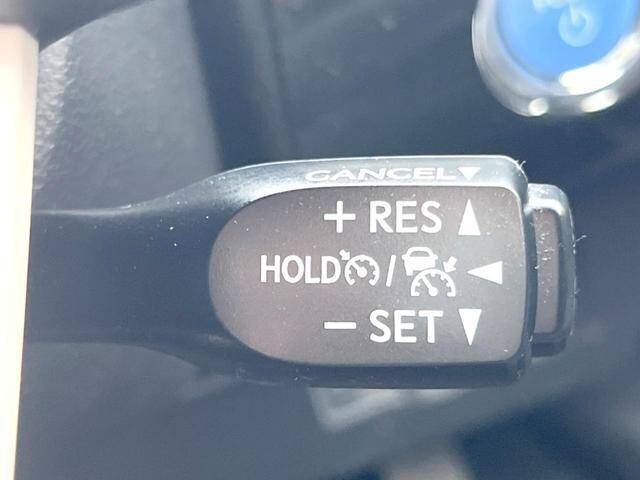 CANCEL▼
+ RES ▲
HOLD / ◀
− SET ▼